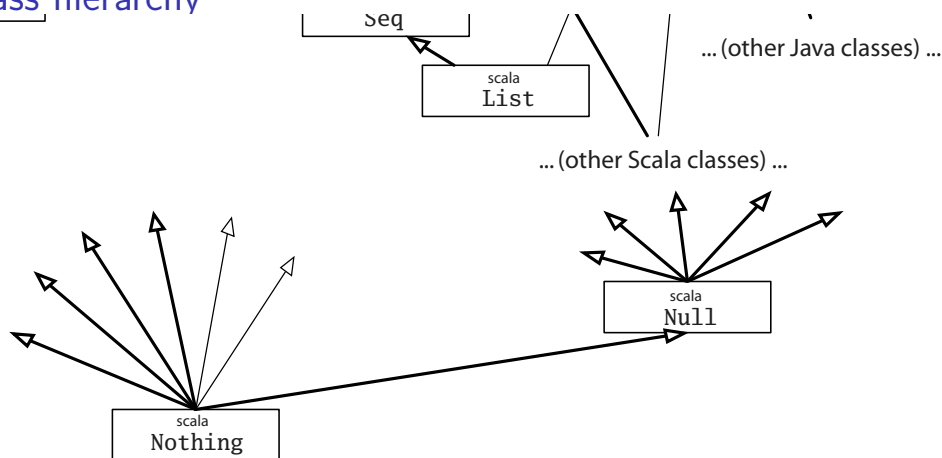 ass hierarchy
Seq
... (other Java classes) ...
scala
List
... (other Scala classes) ...
scala
Null
scala
Nothing